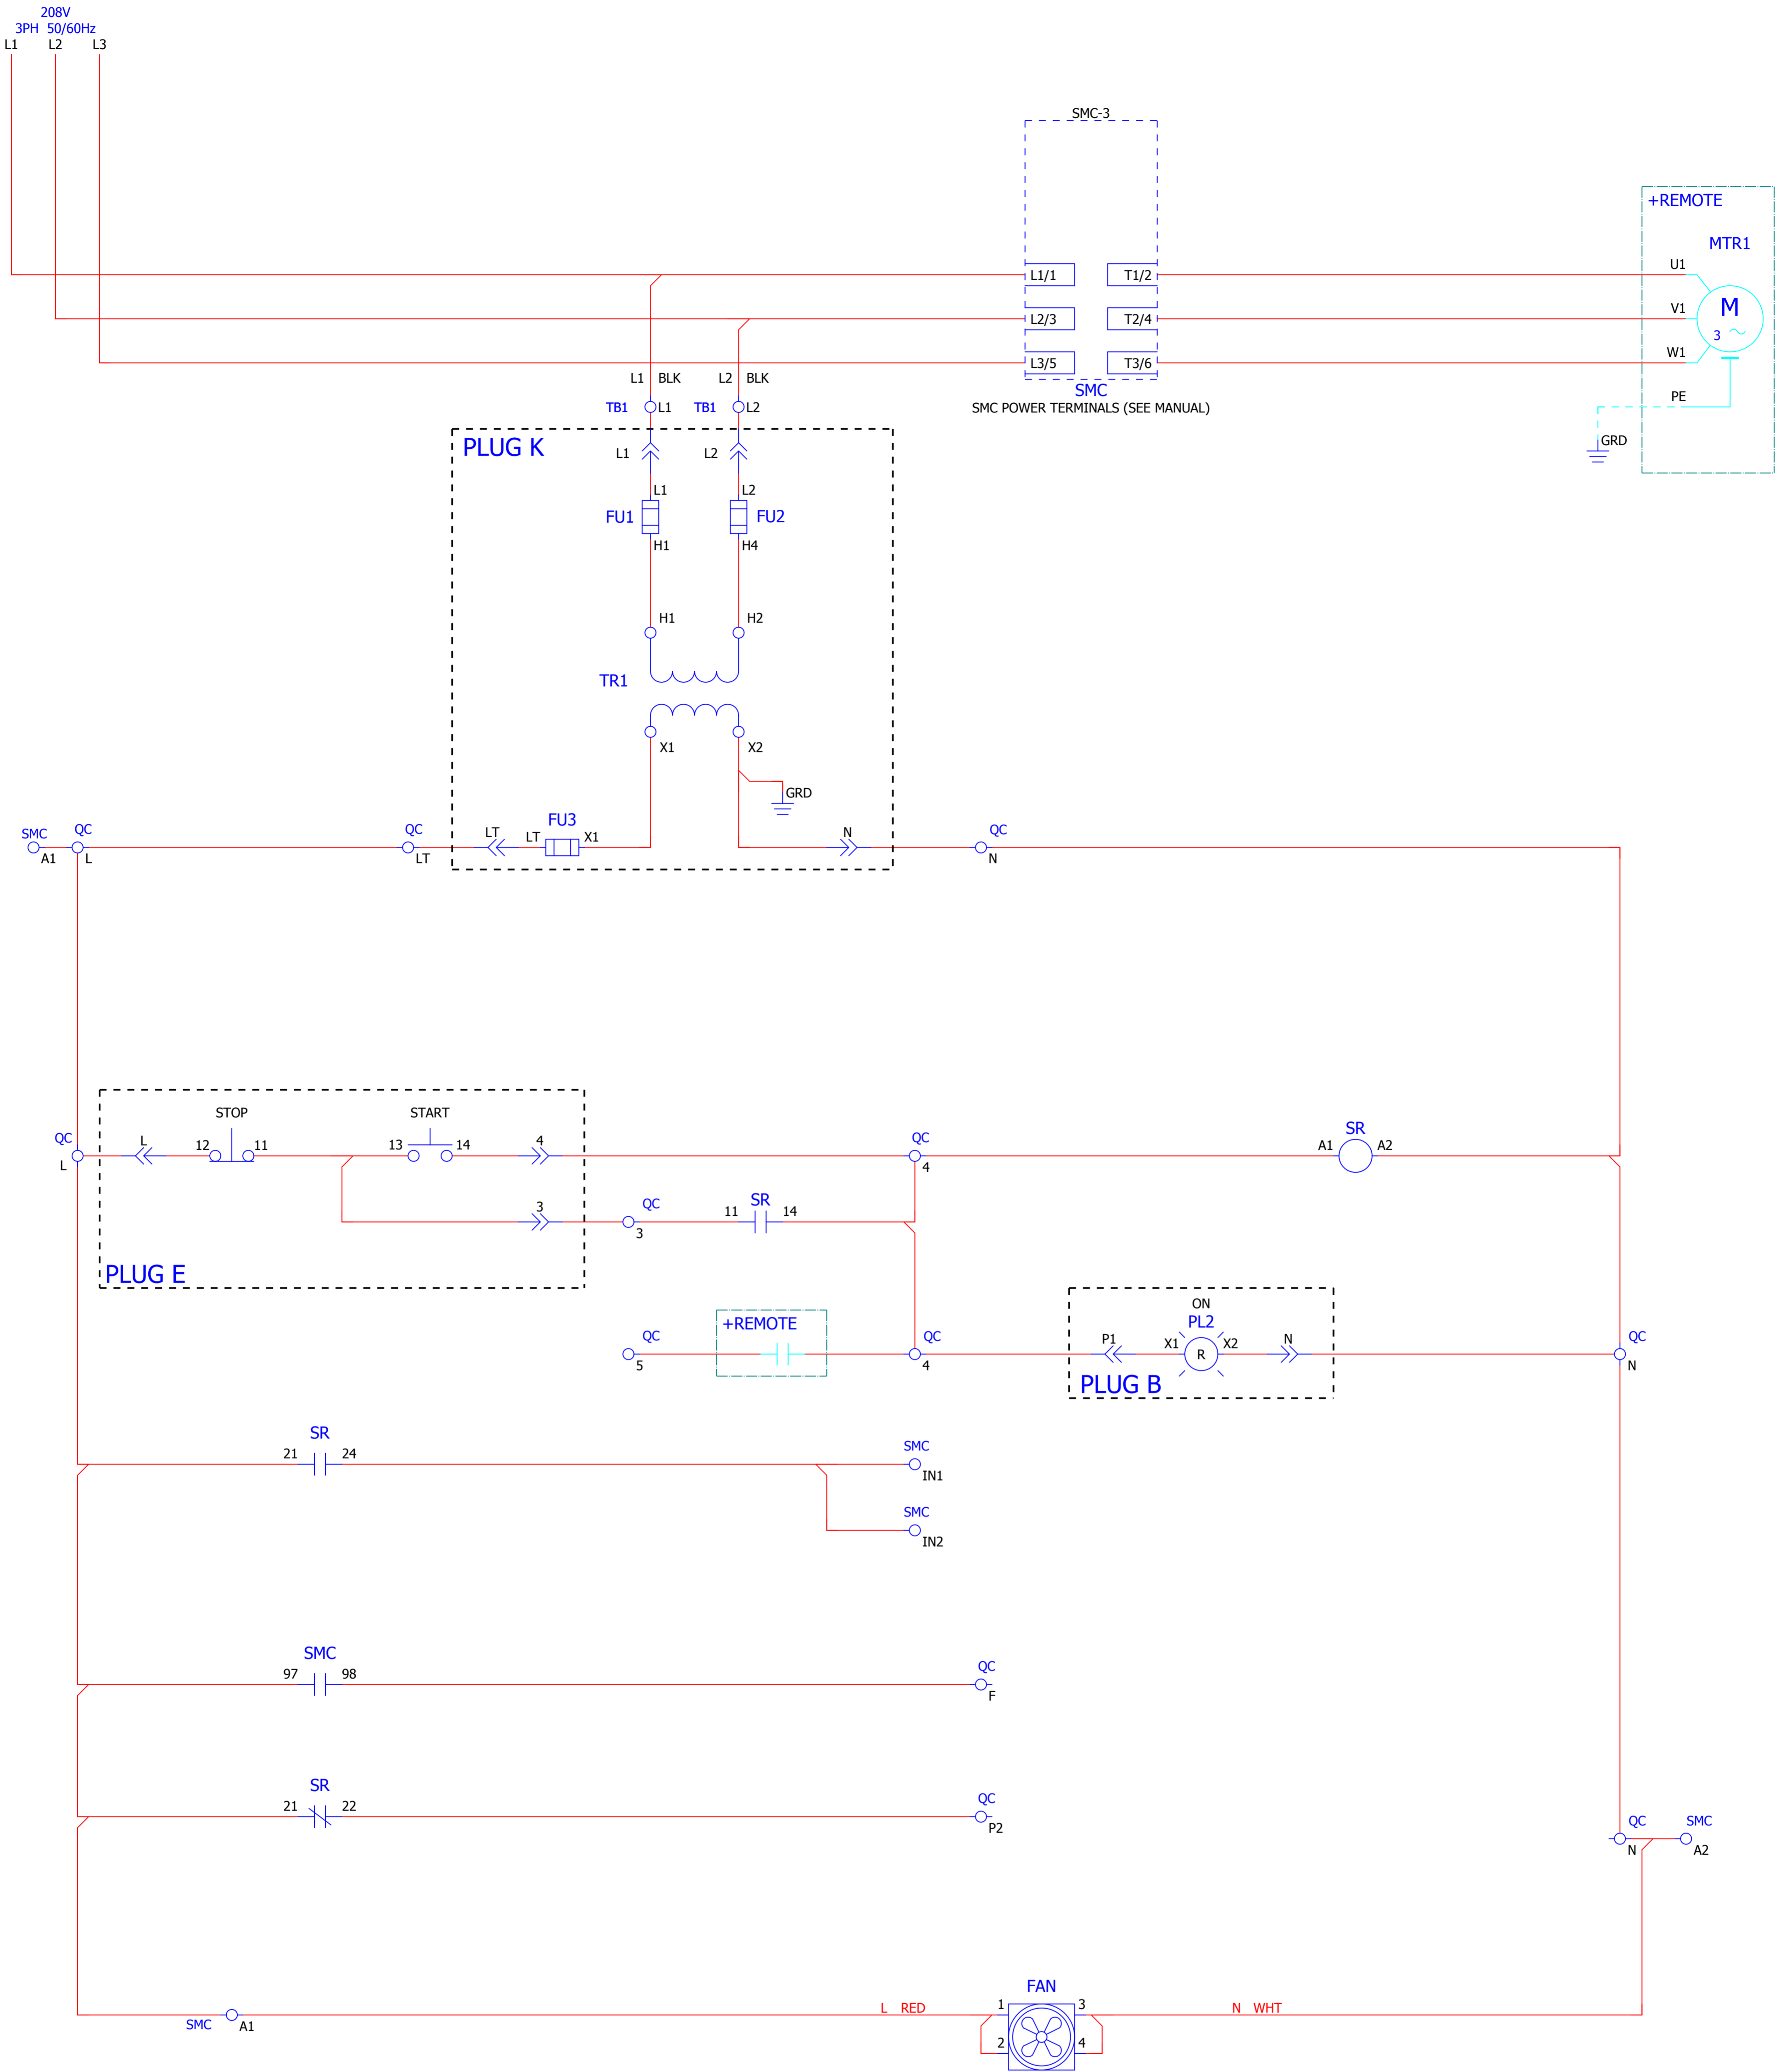 208V
3PH 50/60Hz
L1 L2 L3
SMC-3
+REMOTE
MTR1
L1/1 T1/2 U1
L2/3 T2/4 V1
M
3
L3/5 T3/6 W1
L1 BLK L2 BLK
SMC
SMC POWER TERMINALS (SEE MANUAL)
PE
TB1 L1 TB1 L2
GRD
PLUG K
L1 L2
L1 L2
FU1 FU2
H1 H4
H1 H2
TR1
X1 X2
GRD
FU3
SMC QC QC LT LT X1 N QC
A1 L LT N
STOP START
QC L 12 11 13 14 4 QC SR
L 4 A1 A2
3 QC 11 SR 14
3
PLUG E
+REMOTE
ON
PL2
QC QC P1 X1 R X2 N QC
5 4 N
PLUG B
SR
21 24 SMC
IN1
SMC
IN2
SMC
97 98 QC
F
SR
21 22 QC
P2
QC SMC
N A2
FAN
L RED 1 3 N WHT
SMC A1
2 4